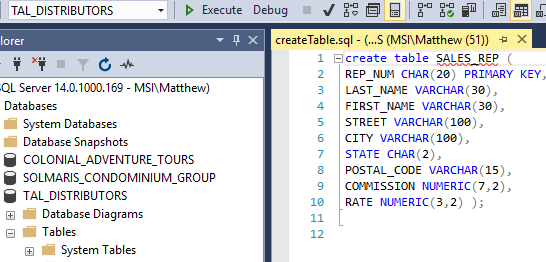 TAL_DISTRIBUTORS
Execute Debug
plorer
createTable.sql - (...S (MSI\Matthew (51))
SQL Server 14.0.1000.169 - MSI\Matthew)
Databases
System Databases
Database Snapshots
COLONIAL_ADVENTURE_TOURS
SOLMARIS_CONDOMINIUM_GROUP
TAL_DISTRIBUTORS
Database Diagrams
Tables
System Tables
1 create table SALES_REP (
2 REP_NUM CHAR(20) PRIMARY KEY,
3 LAST_NAME VARCHAR(30),
4 FIRST_NAME VARCHAR(30),
5 STREET VARCHAR(100),
6 CITY VARCHAR(100),
7 STATE CHAR(2),
8 POSTAL_CODE VARCHAR(15),
9 COMMISSION NUMERIC(7,2),
10 RATE NUMERIC(3,2) );
11
12